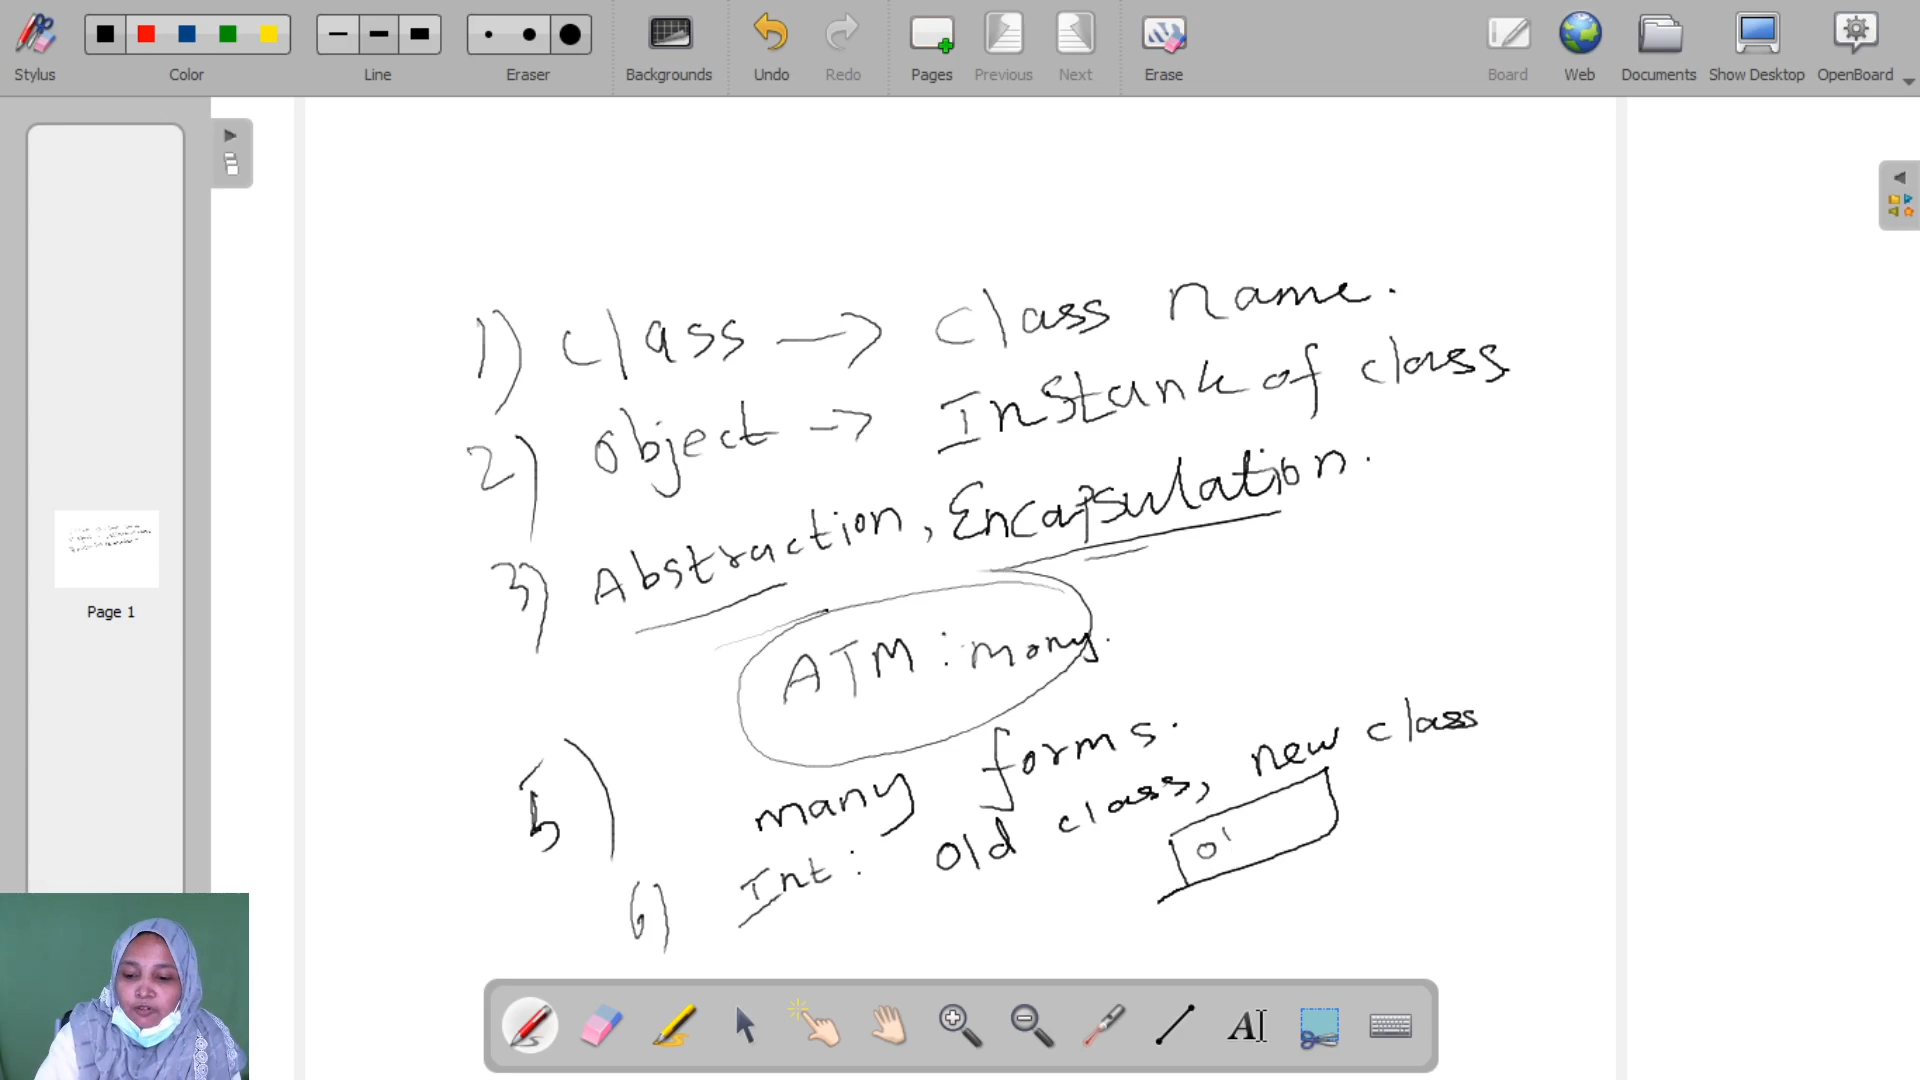 Stylus Color Line Eraser Backgrounds Undo Redo Pages Previous Next Erase Board Web Documents Show Desktop OpenBoard
Page 1
1) class -> class name.
2) object -> Instance of class
3) Abstraction, Encapsulation.
ATM: mony.
5) many forms.
6) Int: old class, new class